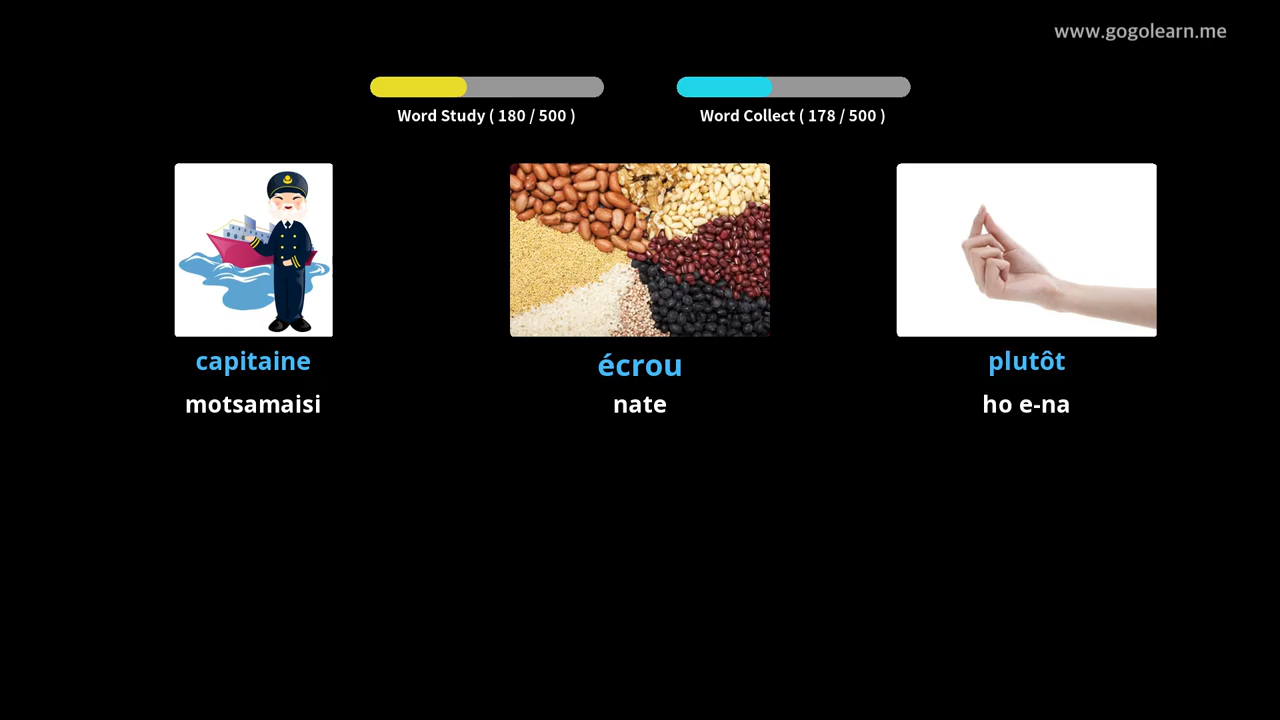 www.gogolearn.me
Word Study ( 180 / 500 )
Word Collect ( 178 / 500 )
capitaine
écrou
plutôt
motsamaisi
nate
ho e-na